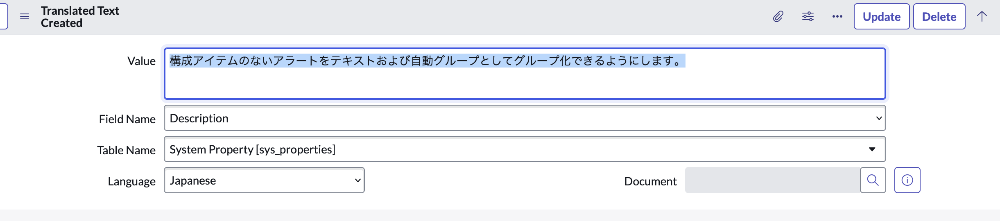 Translated Text
Created
Update
Delete
Value
構成アイテムのないアラートをテキストおよび自動グループとしてグループ化できるようにします。
Field Name
Description
Table Name
System Property [sys_properties]
Language
Japanese
Document